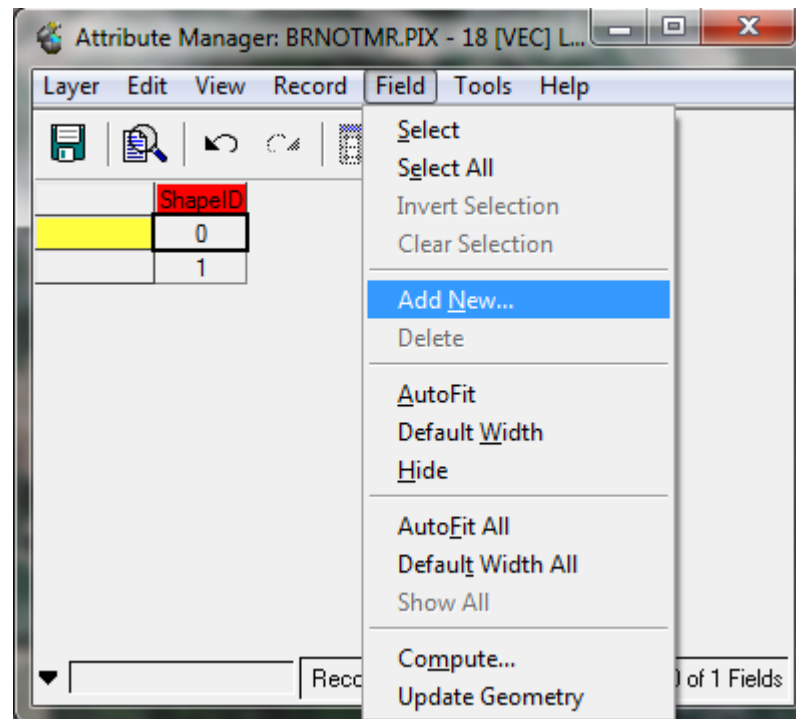 Attribute Manager: BRNOTMR.PIX - 18 [VEC] L...
Layer Edit View Record Field Tools Help
ShapeID
0
1
Select
Select All
Invert Selection
Clear Selection
Add New...
Delete
AutoFit
Default Width
Hide
AutoFit All
Default Width All
Show All
Compute...
Update Geometry
of 1 Fields